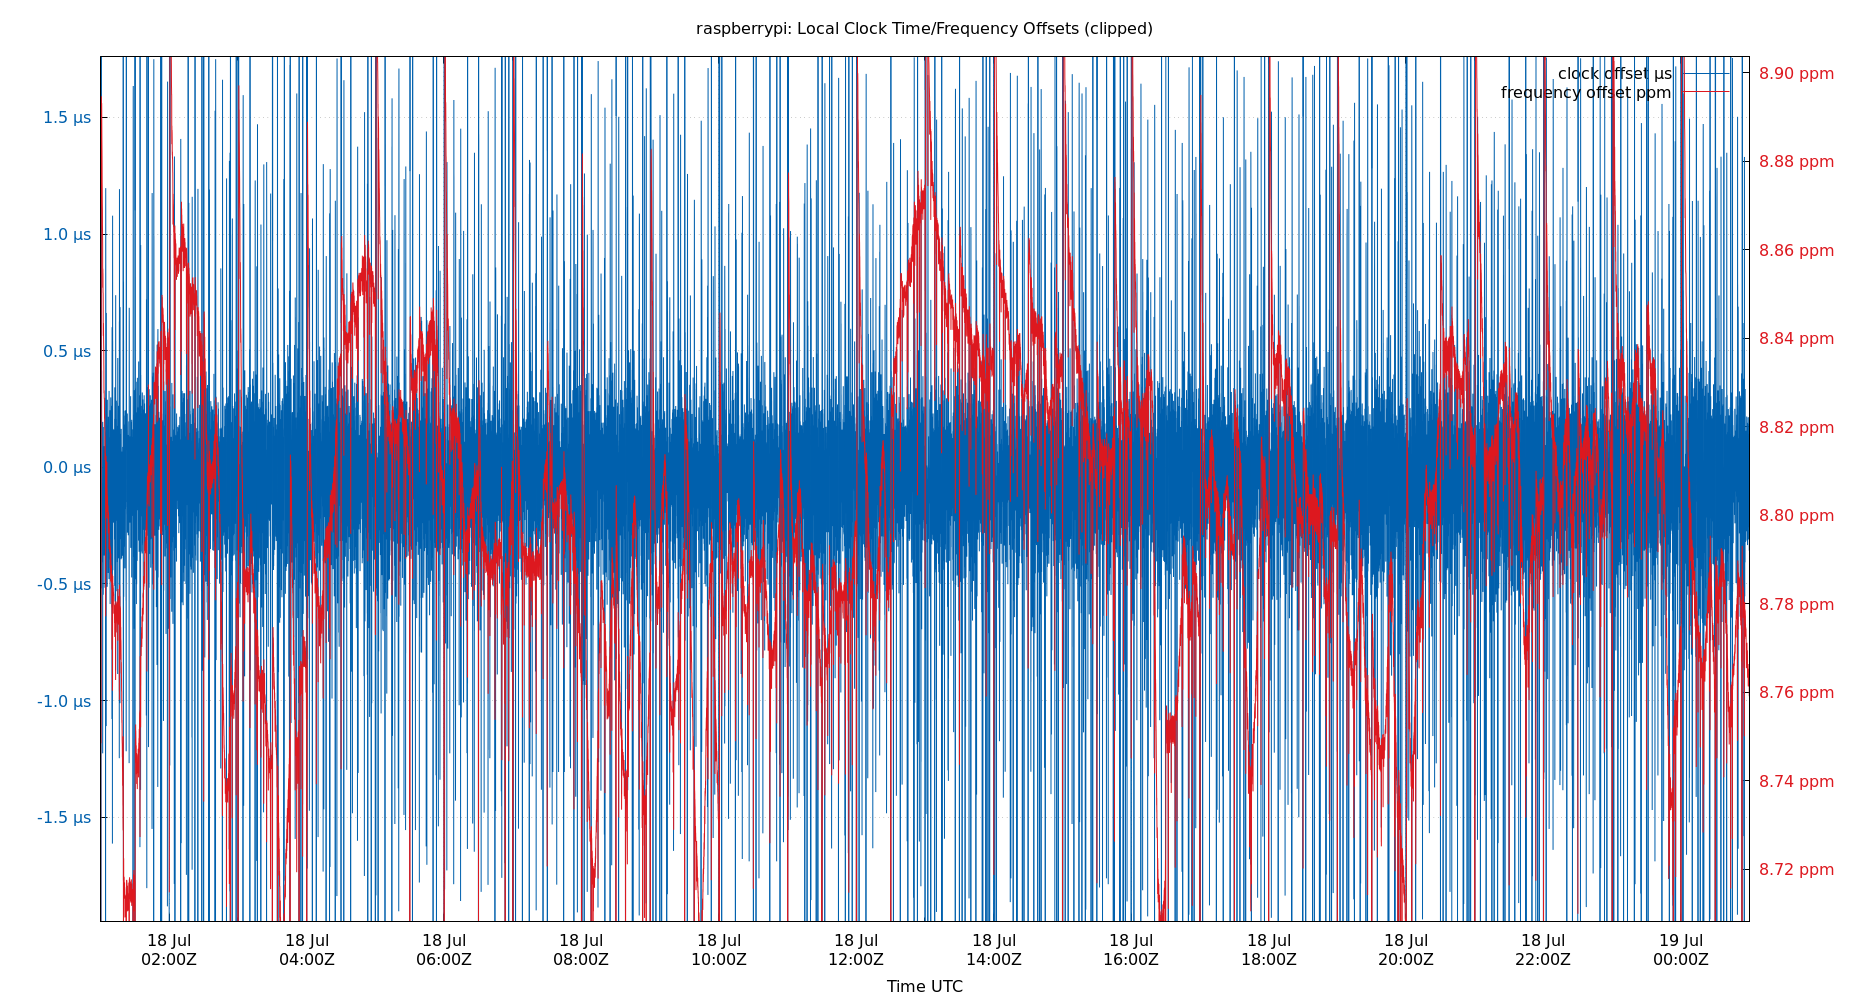 raspberrypi: Local Clock Time/Frequency Offsets (clipped)
clock offset µs
frequency offset ppm
1.5 µs
1.0 µs
0.5 µs
0.0 µs
-0.5 µs
-1.0 µs
-1.5 µs
8.90 ppm
8.88 ppm
8.86 ppm
8.84 ppm
8.82 ppm
8.80 ppm
8.78 ppm
8.76 ppm
8.74 ppm
8.72 ppm
18 Jul 18 Jul 18 Jul 18 Jul 18 Jul 18 Jul 18 Jul 18 Jul 18 Jul 18 Jul 18 Jul 19 Jul
02:00Z 04:00Z 06:00Z 08:00Z 10:00Z 12:00Z 14:00Z 16:00Z 18:00Z 20:00Z 22:00Z 00:00Z
Time UTC